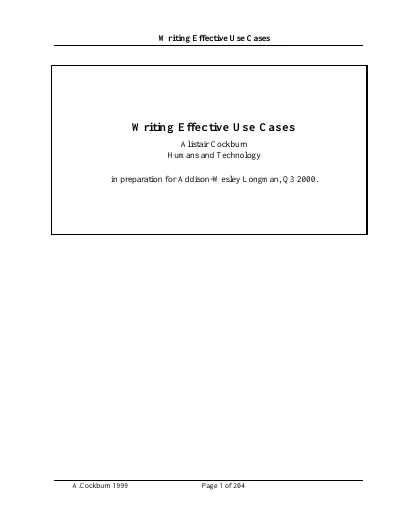 Writing Effective Use Cases
Writing Effective Use Cases
Alistair Cockburn
Humans and Technology
in preparation for Addison-Wesley Longman, Q3 2000.
A.Cockburn 1999 Page 1 of 204